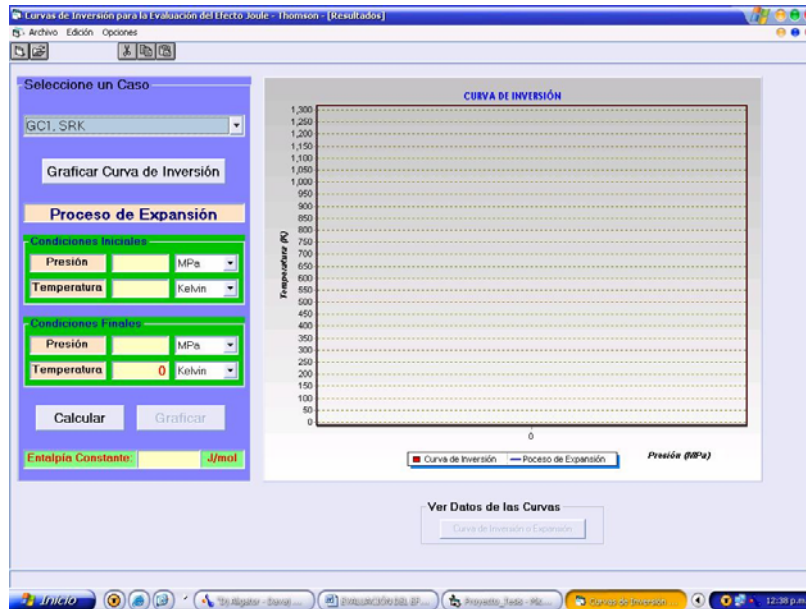 Curvas de Inversión para la Evaluación del Efecto Joule - Thomson - [Resultados]
Archivo Edición Opciones
Seleccione un Caso
GC1, SRK
Graficar Curva de Inversión
Proceso de Expansión
Condiciones Iniciales
Presión MPa
Temperatura Kelvin
Condiciones Finales
Presión MPa
Temperatura 0 Kelvin
Calcular Graficar
Entalpía Constante: J/mol
CURVA DE INVERSIÓN
Temperatura (K)
1,300
1,250
1,200
1,150
1,100
1,050
1,000
950
900
850
800
750
700
650
600
550
500
450
400
350
300
250
200
150
100
50
0
0
Presión (MPa)
Curva de Inversión Poceso de Expansión
Ver Datos de las Curvas
Curva de Inversión o Expansión
Inicio
EVALUACIÓN DEL EF...
Proyecto_Tesis - Mic...
Curvas de Inversión ...
12:38 p.m.